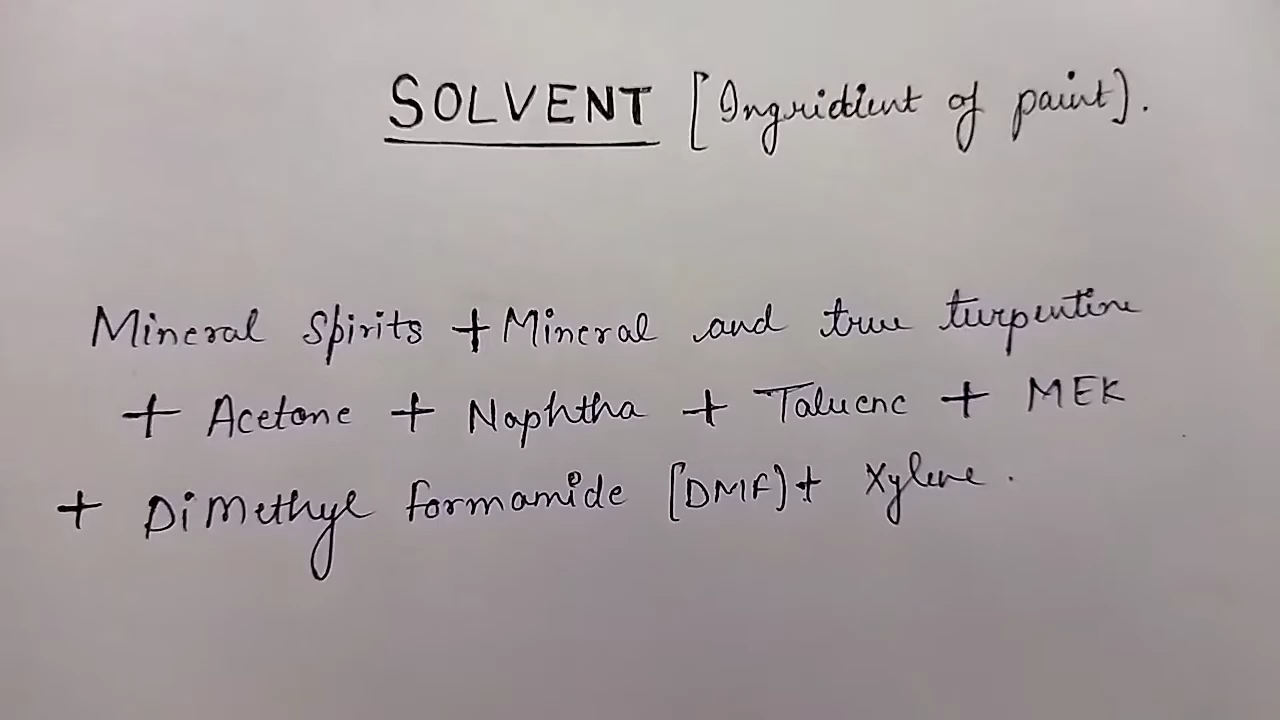 SOLVENT [Ingridient of paint].
Mineral Spirits + Mineral and true turpentine
+ Acetone + Naphtha + Taluene + MEK
+ DiMethyl formamide [DMF] + Xylene.